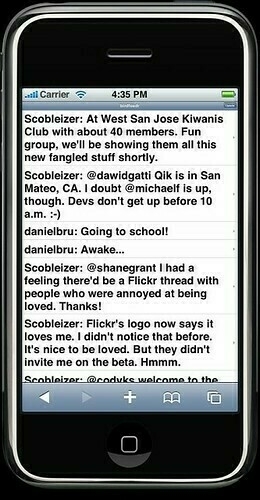 Carrier 4:35 PM
Scobleizer: At West San Jose Kiwanis
Club with about 40 members. Fun
group, we'll be showing them all this
new fangled stuff shortly.
Scobleizer: @dawidgatti Qik is in San
Mateo, CA. I doubt @michaelf is up,
though. Devs don't get up before 10
a.m. :-)
danielbru: Going to school!
danielbru: Awake...
Scobleizer: @shanegrant I had a
feeling there'd be a Flickr thread with
people who were annoyed at being
loved. Thanks!
Scobleizer: Flickr's logo now says it
loves me. I didn't notice that before.
It's nice to be loved. But they didn't
invite me on the beta. Hmmm.
Scobleizer: @codyks welcome to the